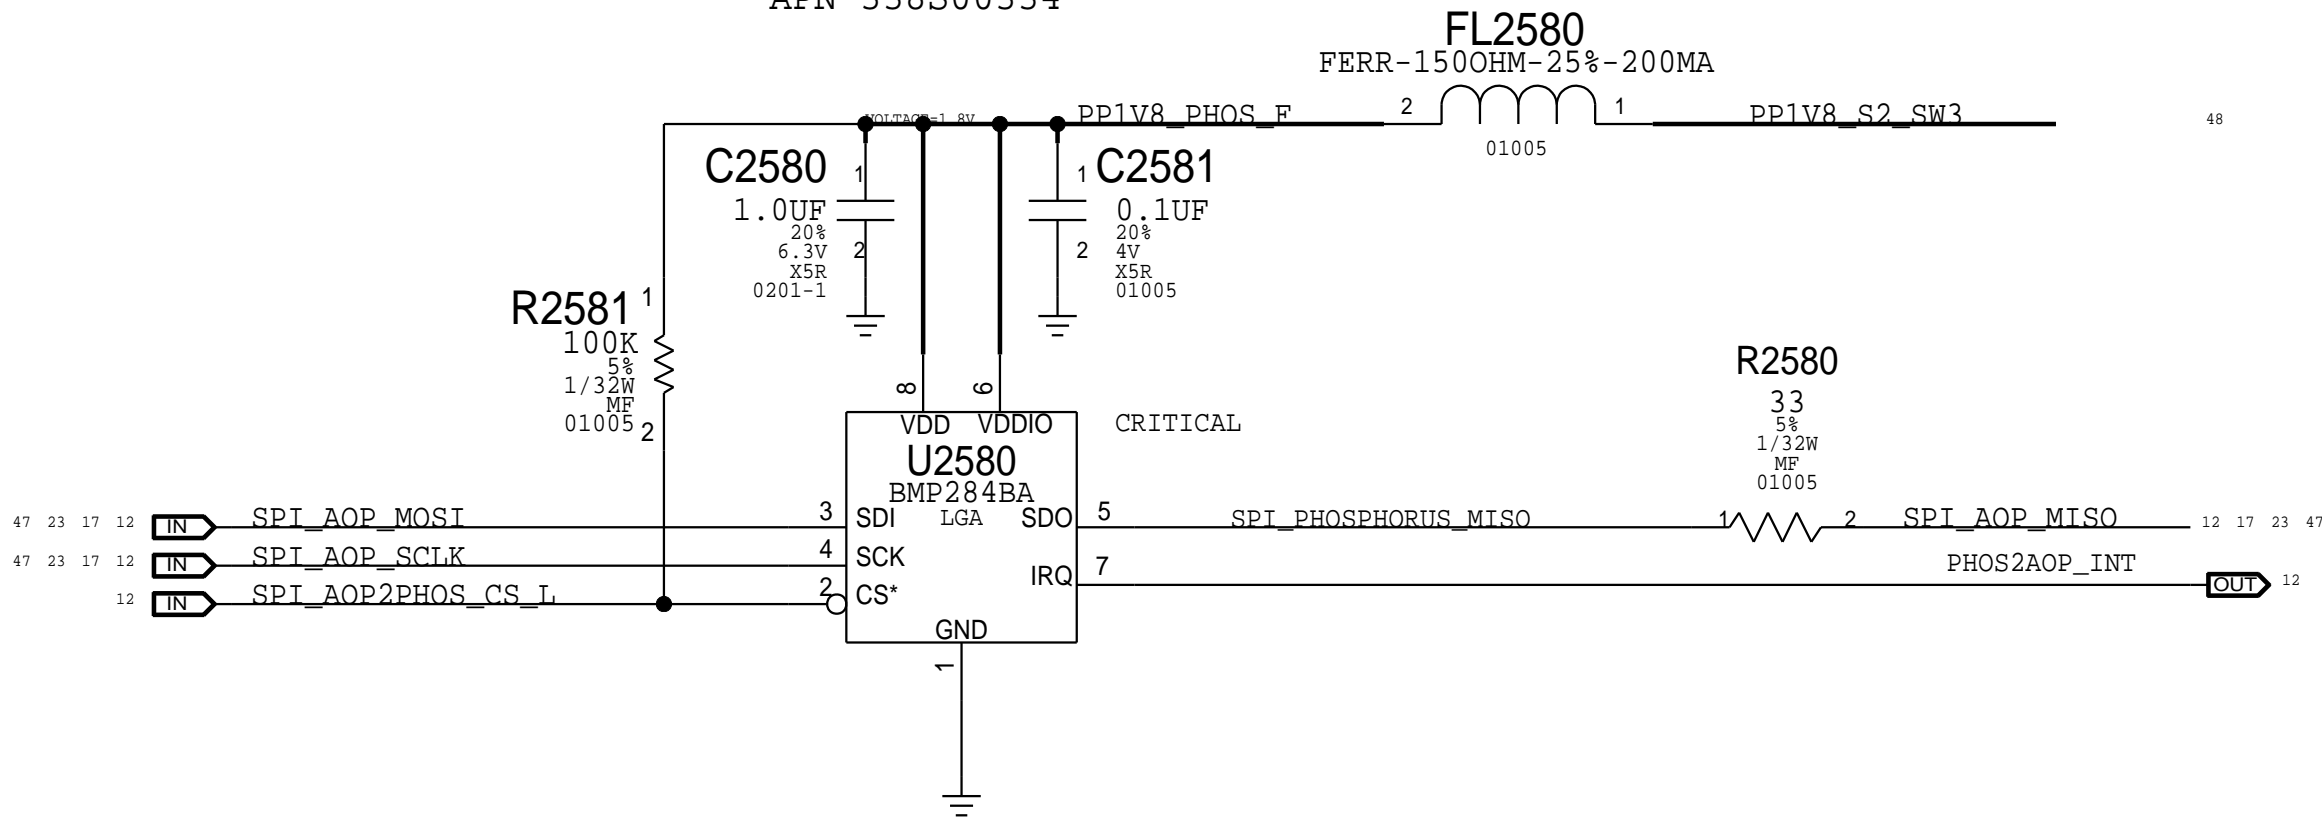 FL2580
FERR-150OHM-25%-200MA
VOLTAGE=1.8V
PP1V8_PHOS_F
2
1
PP1V8_S2_SW3
48
01005
C2580
1
1.0UF
20%
6.3V
2
X5R
0201-1
1
C2581
0.1UF
20%
2
4V
X5R
01005
R2581
1
100K
5%
1/32W
MF
01005
2
8
6
VDD
VDDIO
CRITICAL
U2580
BMP284BA
LGA
R2580
33
5%
1/32W
MF
01005
47 23 17 12
IN
SPI_AOP_MOSI
3
SDI
SDO
5
SPI_PHOSPHORUS_MISO
1
2
SPI_AOP_MISO
12 17 23 47
47 23 17 12
IN
SPI_AOP_SCLK
4
SCK
IRQ
7
PHOS2AOP_INT
OUT
12
12
IN
SPI_AOP2PHOS_CS_L
2
CS*
GND
1